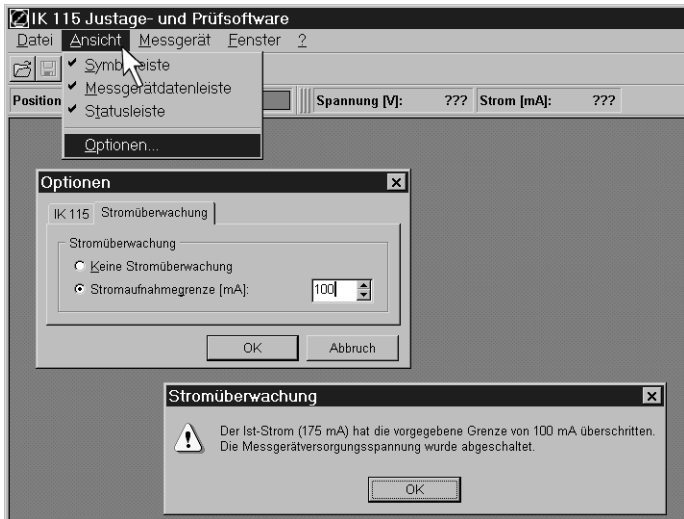 IK 115 Justage- und Prüfsoftware
Datei Ansicht Messgerät Fenster ?
Symbolleiste
Messgerätdatenleiste
Statusleiste
Optionen...
Position
Spannung [V]: ??? Strom [mA]: ???
Optionen
IK 115 Stromüberwachung
Stromüberwachung
Keine Stromüberwachung
Stromaufnahmegrenze [mA]: 100
OK Abbruch
Stromüberwachung
Der Ist-Strom (175 mA) hat die vorgegebene Grenze von 100 mA überschritten.
Die Messgerätversorgungsspannung wurde abgeschaltet.
OK